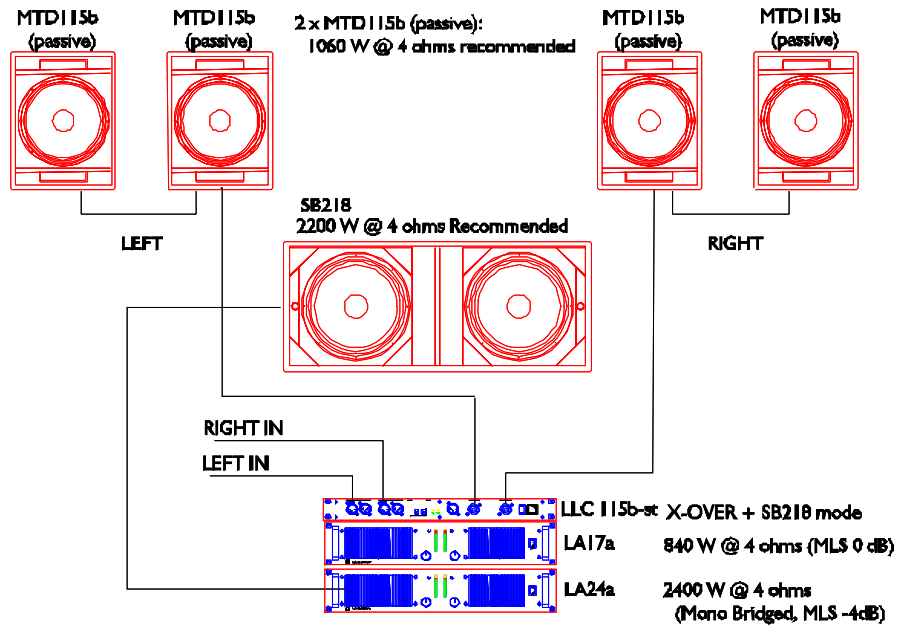 MTD115b
(passive)
MTD115b
(passive)
2 x MTD115b (passive):
1060 W @ 4 ohms recommended
MTD115b
(passive)
MTD115b
(passive)
SB218
2200 W @ 4 ohms Recommended
LEFT
RIGHT
RIGHT IN
LEFT IN
LLC 115b-st
X-OVER + SB218 mode
LA17a
840 W @ 4 ohms (MLS 0 dB)
LA24a
2400 W @ 4 ohms
(Mono Bridged, MLS -4dB)